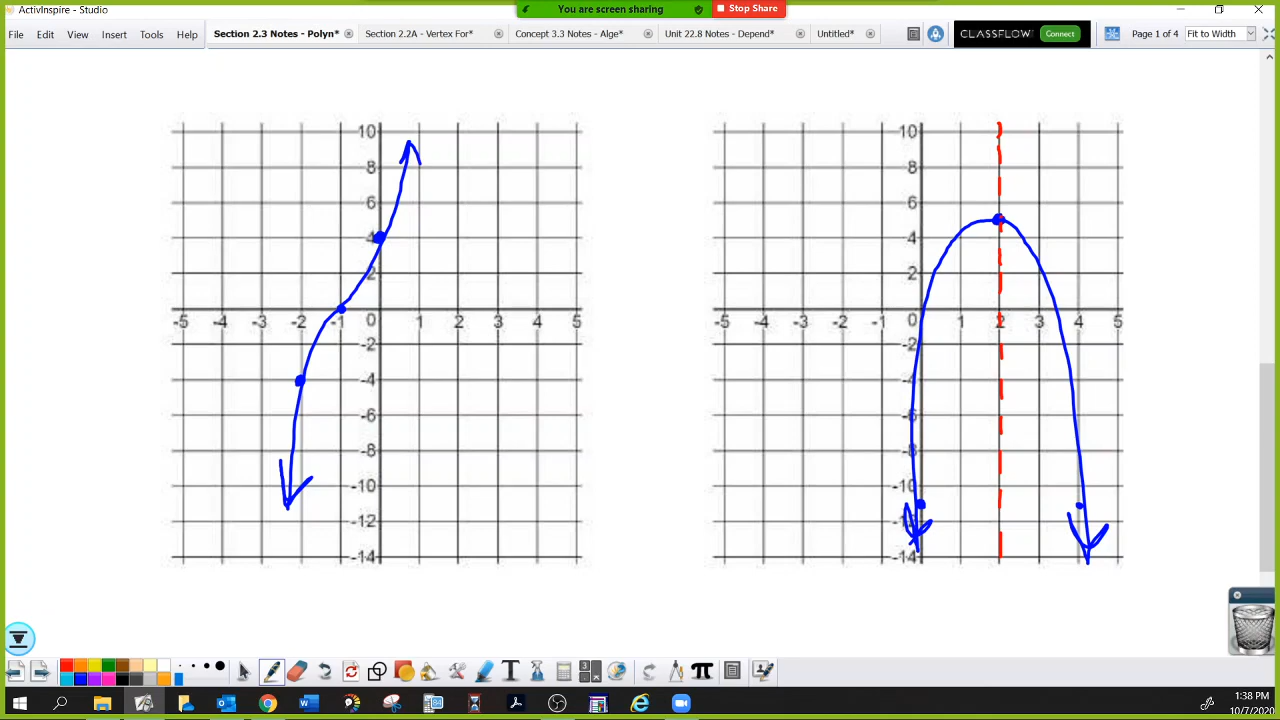 ActivInspire - Studio
You are screen sharing
Stop Share
File Edit View Insert Tools Help
Section 2.3 Notes - Polyn*
Section 2.2A - Vertex For*
Concept 3.3 Notes - Alge*
Unit 22.8 Notes - Depend*
Untitled*
CLASSFLOW Connect
Page 1 of 4
Fit to Width
10
8
6
4
2
-5 -4 -3 -2 -1 0 1 2 3 4 5
-2
-4
-6
-8
-10
-12
-14
10
8
6
4
2
-5 -4 -3 -2 -1 0 1 2 3 4 5
-2
-4
-6
-8
-10
-12
-14
1:38 PM
10/7/2020